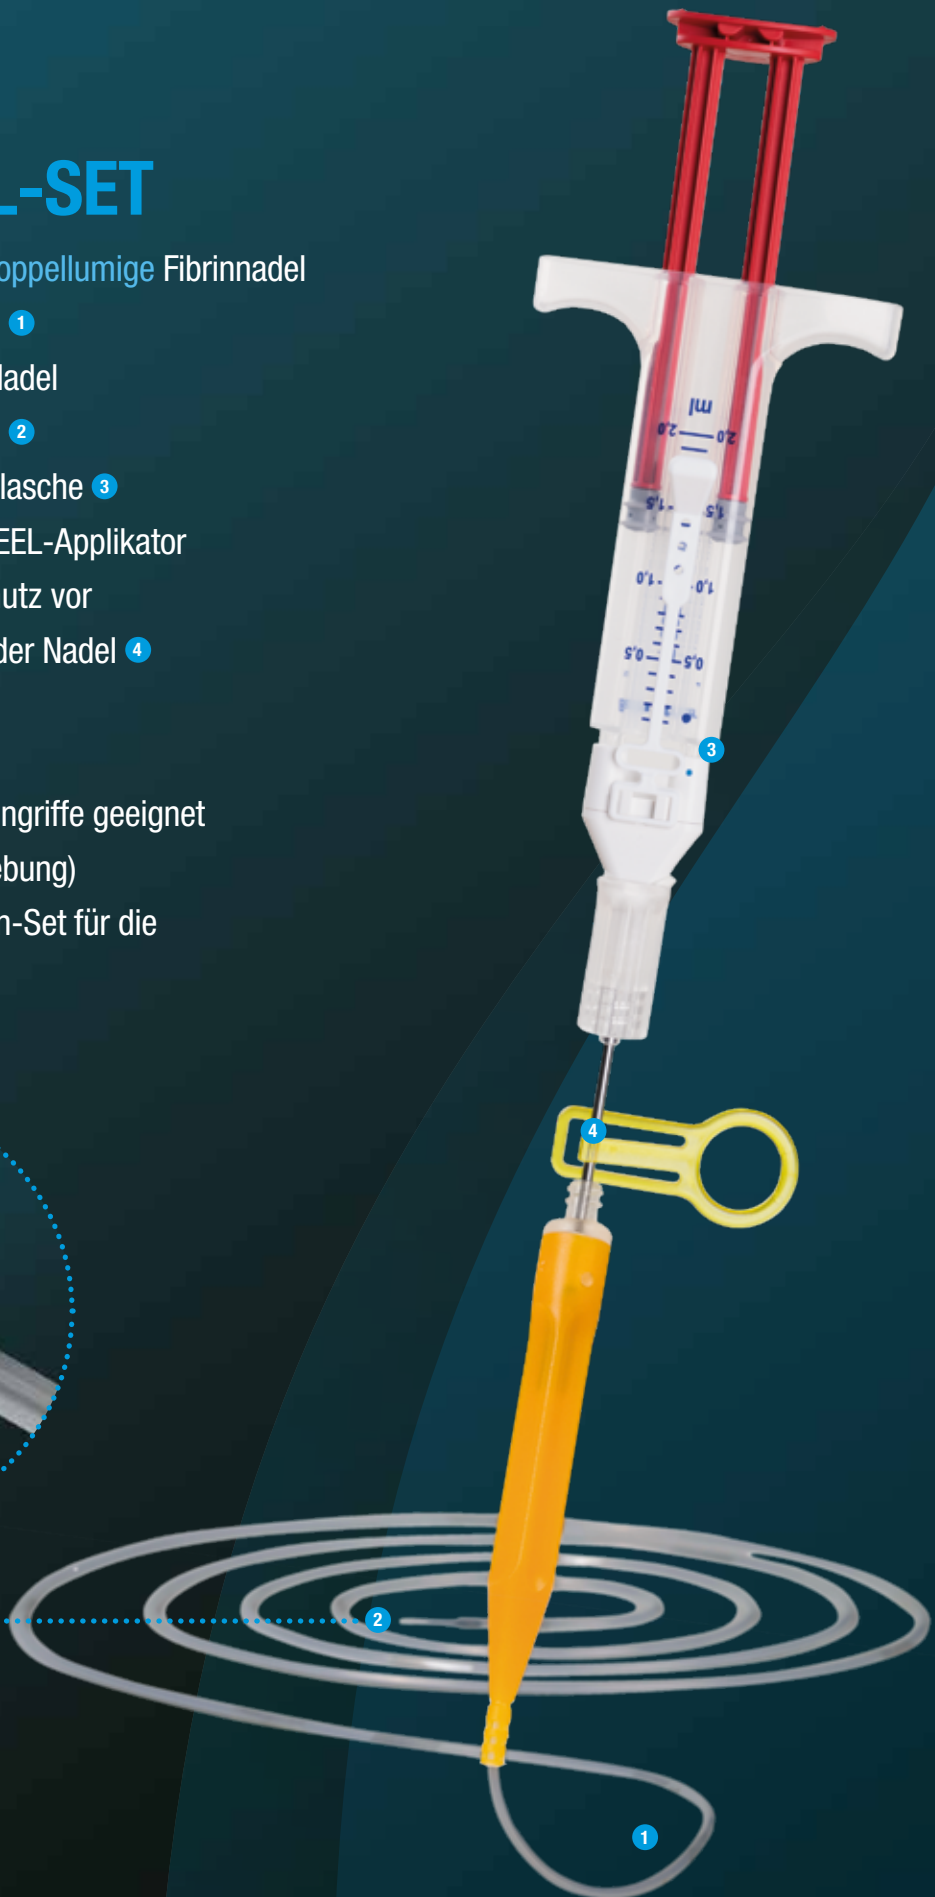 L-SET
oppellumige Fibrinnadel
1
ladel
2
lasche 3
EEL-Applikator
utz vor
der Nadel 4
ngriffe geeignet
ebung)
n-Set für die
ml
2,0 2,0
1,5 1,5
1,0 1,0
0,5 0,5
3
4
2
1